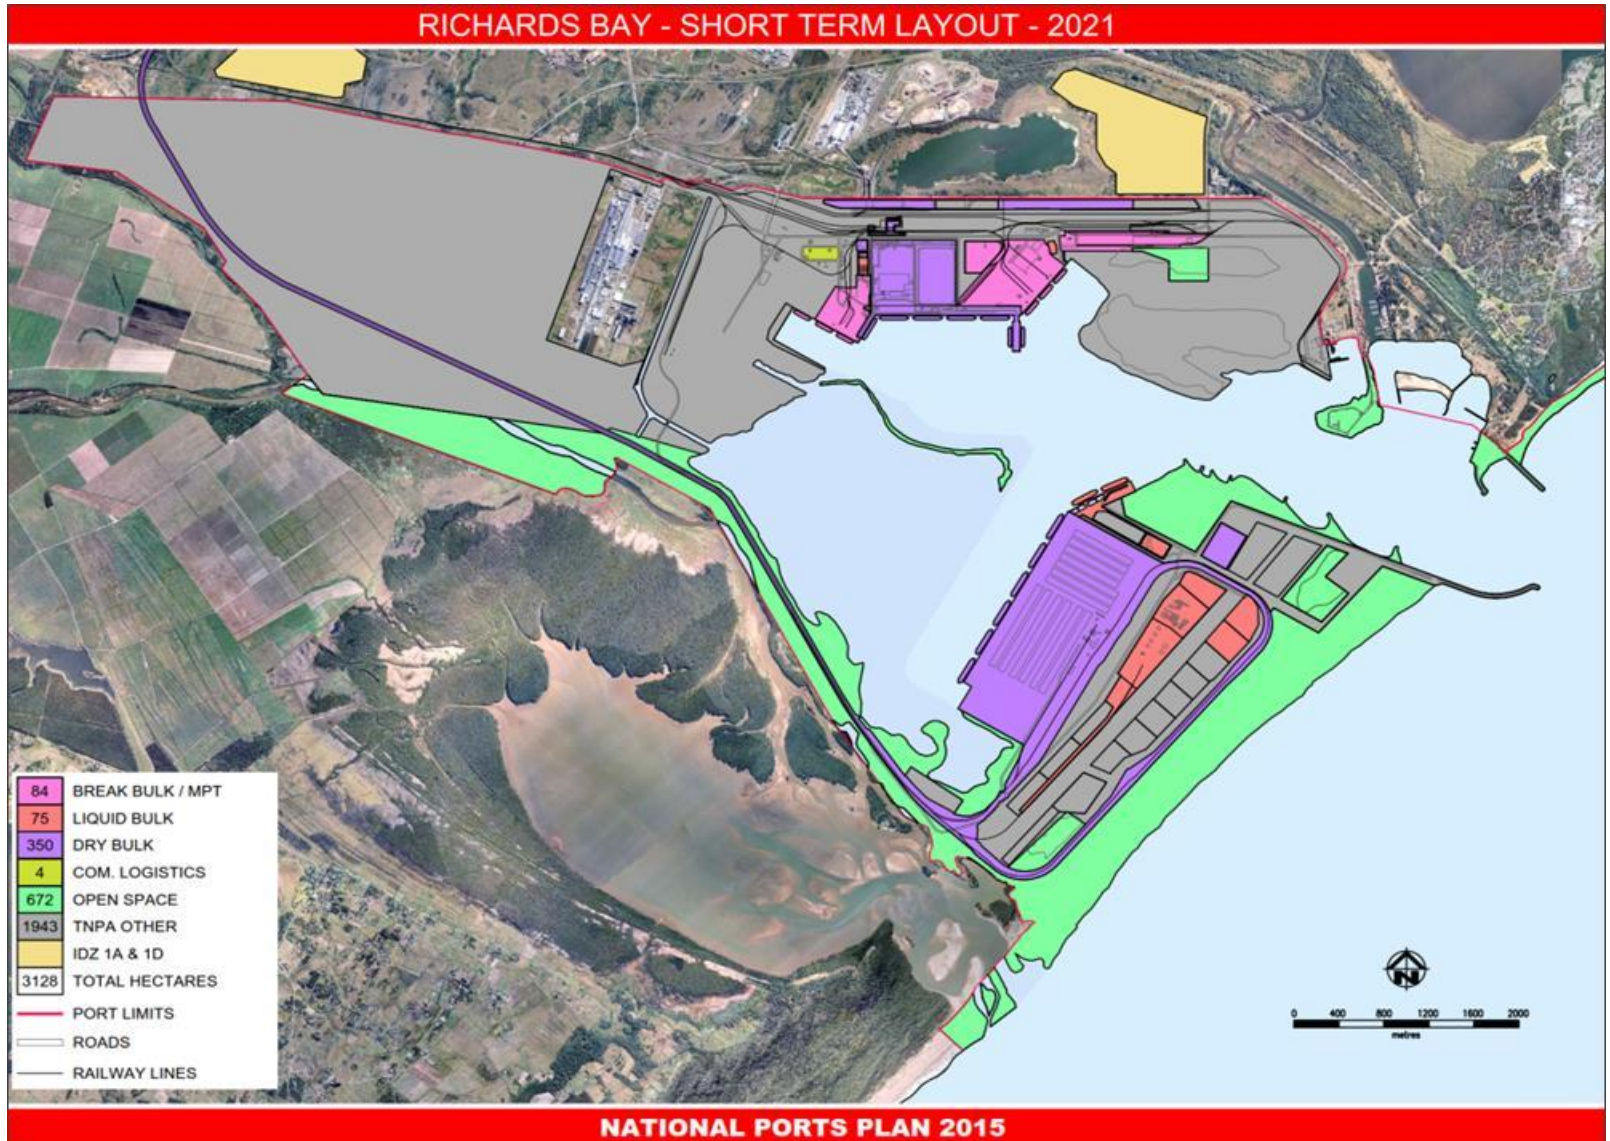 RICHARDS BAY - SHORT TERM LAYOUT - 2021
84 BREAK BULK / MPT
75 LIQUID BULK
350 DRY BULK
4 COM. LOGISTICS
672 OPEN SPACE
1943 TNPA OTHER
IDZ 1A & 1D
3128 TOTAL HECTARES
PORT LIMITS
ROADS
RAILWAY LINES
N
0 400 800 1200 1600 2000
metres
NATIONAL PORTS PLAN 2015